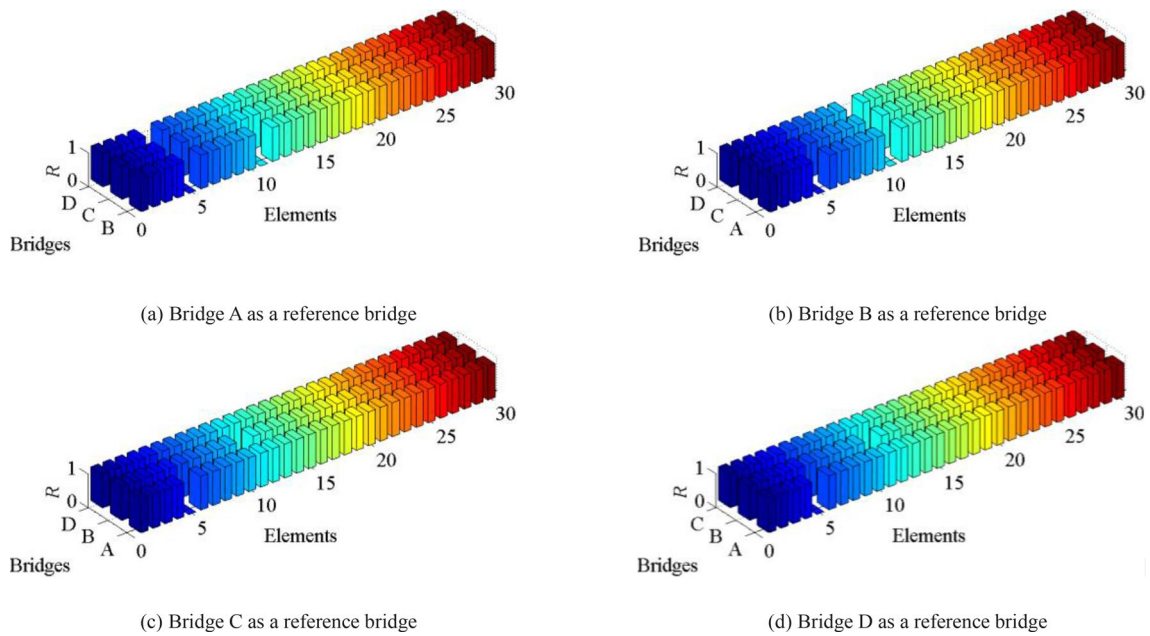 30
25
20
15
10
5
0
1
0
R
D
C
B
Bridges
Elements
(a) Bridge A as a reference bridge
30
25
20
15
10
5
0
1
0
R
D
C
A
Bridges
Elements
(b) Bridge B as a reference bridge
30
25
20
15
10
5
0
1
0
R
D
B
A
Bridges
Elements
(c) Bridge C as a reference bridge
30
25
20
15
10
5
0
1
0
R
C
B
A
Bridges
Elements
(d) Bridge D as a reference bridge